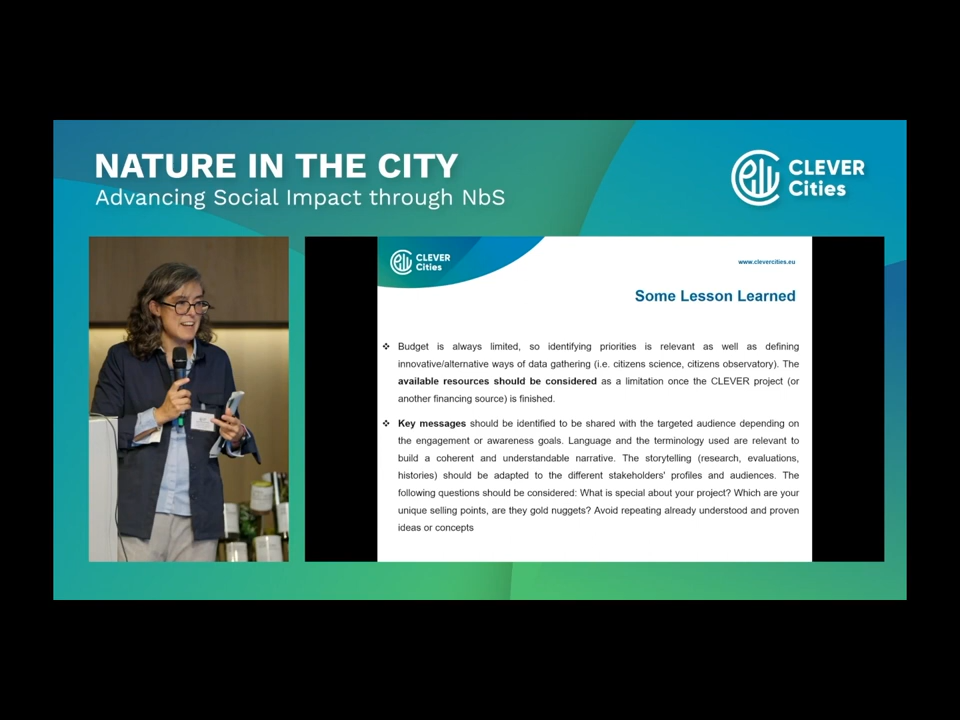 NATURE IN THE CITY
Advancing Social Impact through NbS
CLEVER
Cities
CLEVER
Cities
www.clevercities.eu
Some Lesson Learned
❖ Budget is always limited, so identifying priorities is relevant as well as defining
innovative/alternative ways of data gathering (i.e. citizens science, citizens observatory). The
available resources should be considered as a limitation once the CLEVER project (or
another financing source) is finished.
❖ Key messages should be identified to be shared with the targeted audience depending on
the engagement or awareness goals. Language and the terminology used are relevant to
build a coherent and understandable narrative. The storytelling (research, evaluations,
histories) should be adapted to the different stakeholders' profiles and audiences. The
following questions should be considered: What is special about your project? Which are your
unique selling points, are they gold nuggets? Avoid repeating already understood and proven
ideas or concepts